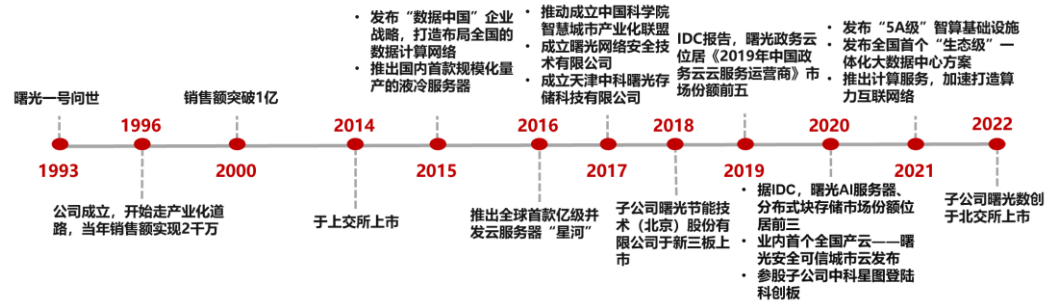 曙光一号问世
1993
1996
公司成立，开始走产业化道
路，当年销售额实现2千万
销售额突破1亿
2000
2014
于上交所上市
• 发布“数据中国”企业
战略，打造布局全国的
数据计算网络
• 推出国内首款规模化量
产的液冷服务器
2015
2016
推出全球首款亿级并
发云服务器“星河”
• 推动成立中国科学院
智慧城市产业化联盟
• 成立曙光网络安全技
术有限公司
• 成立天津中科曙光存
储科技有限公司
2017
2018
子公司曙光节能技
术（北京）股份有
限公司于新三板上
市
IDC报告，曙光政务云
位居《2019年中国政
务云云服务运营商》市
场份额前五
2019
2020
• 据IDC，曙光AI服务器、
分布式块存储市场份额位
居前三
• 业内首个全国产云——曙
光安全可信城市云发布
• 参股子公司中科星图登陆
科创板
• 发布“5A级”智算基础设施
• 发布全国首个“生态级”一
体化大数据中心方案
• 推出计算服务，加速打造算
力互联网络
2021
2022
子公司曙光数创
于北交所上市